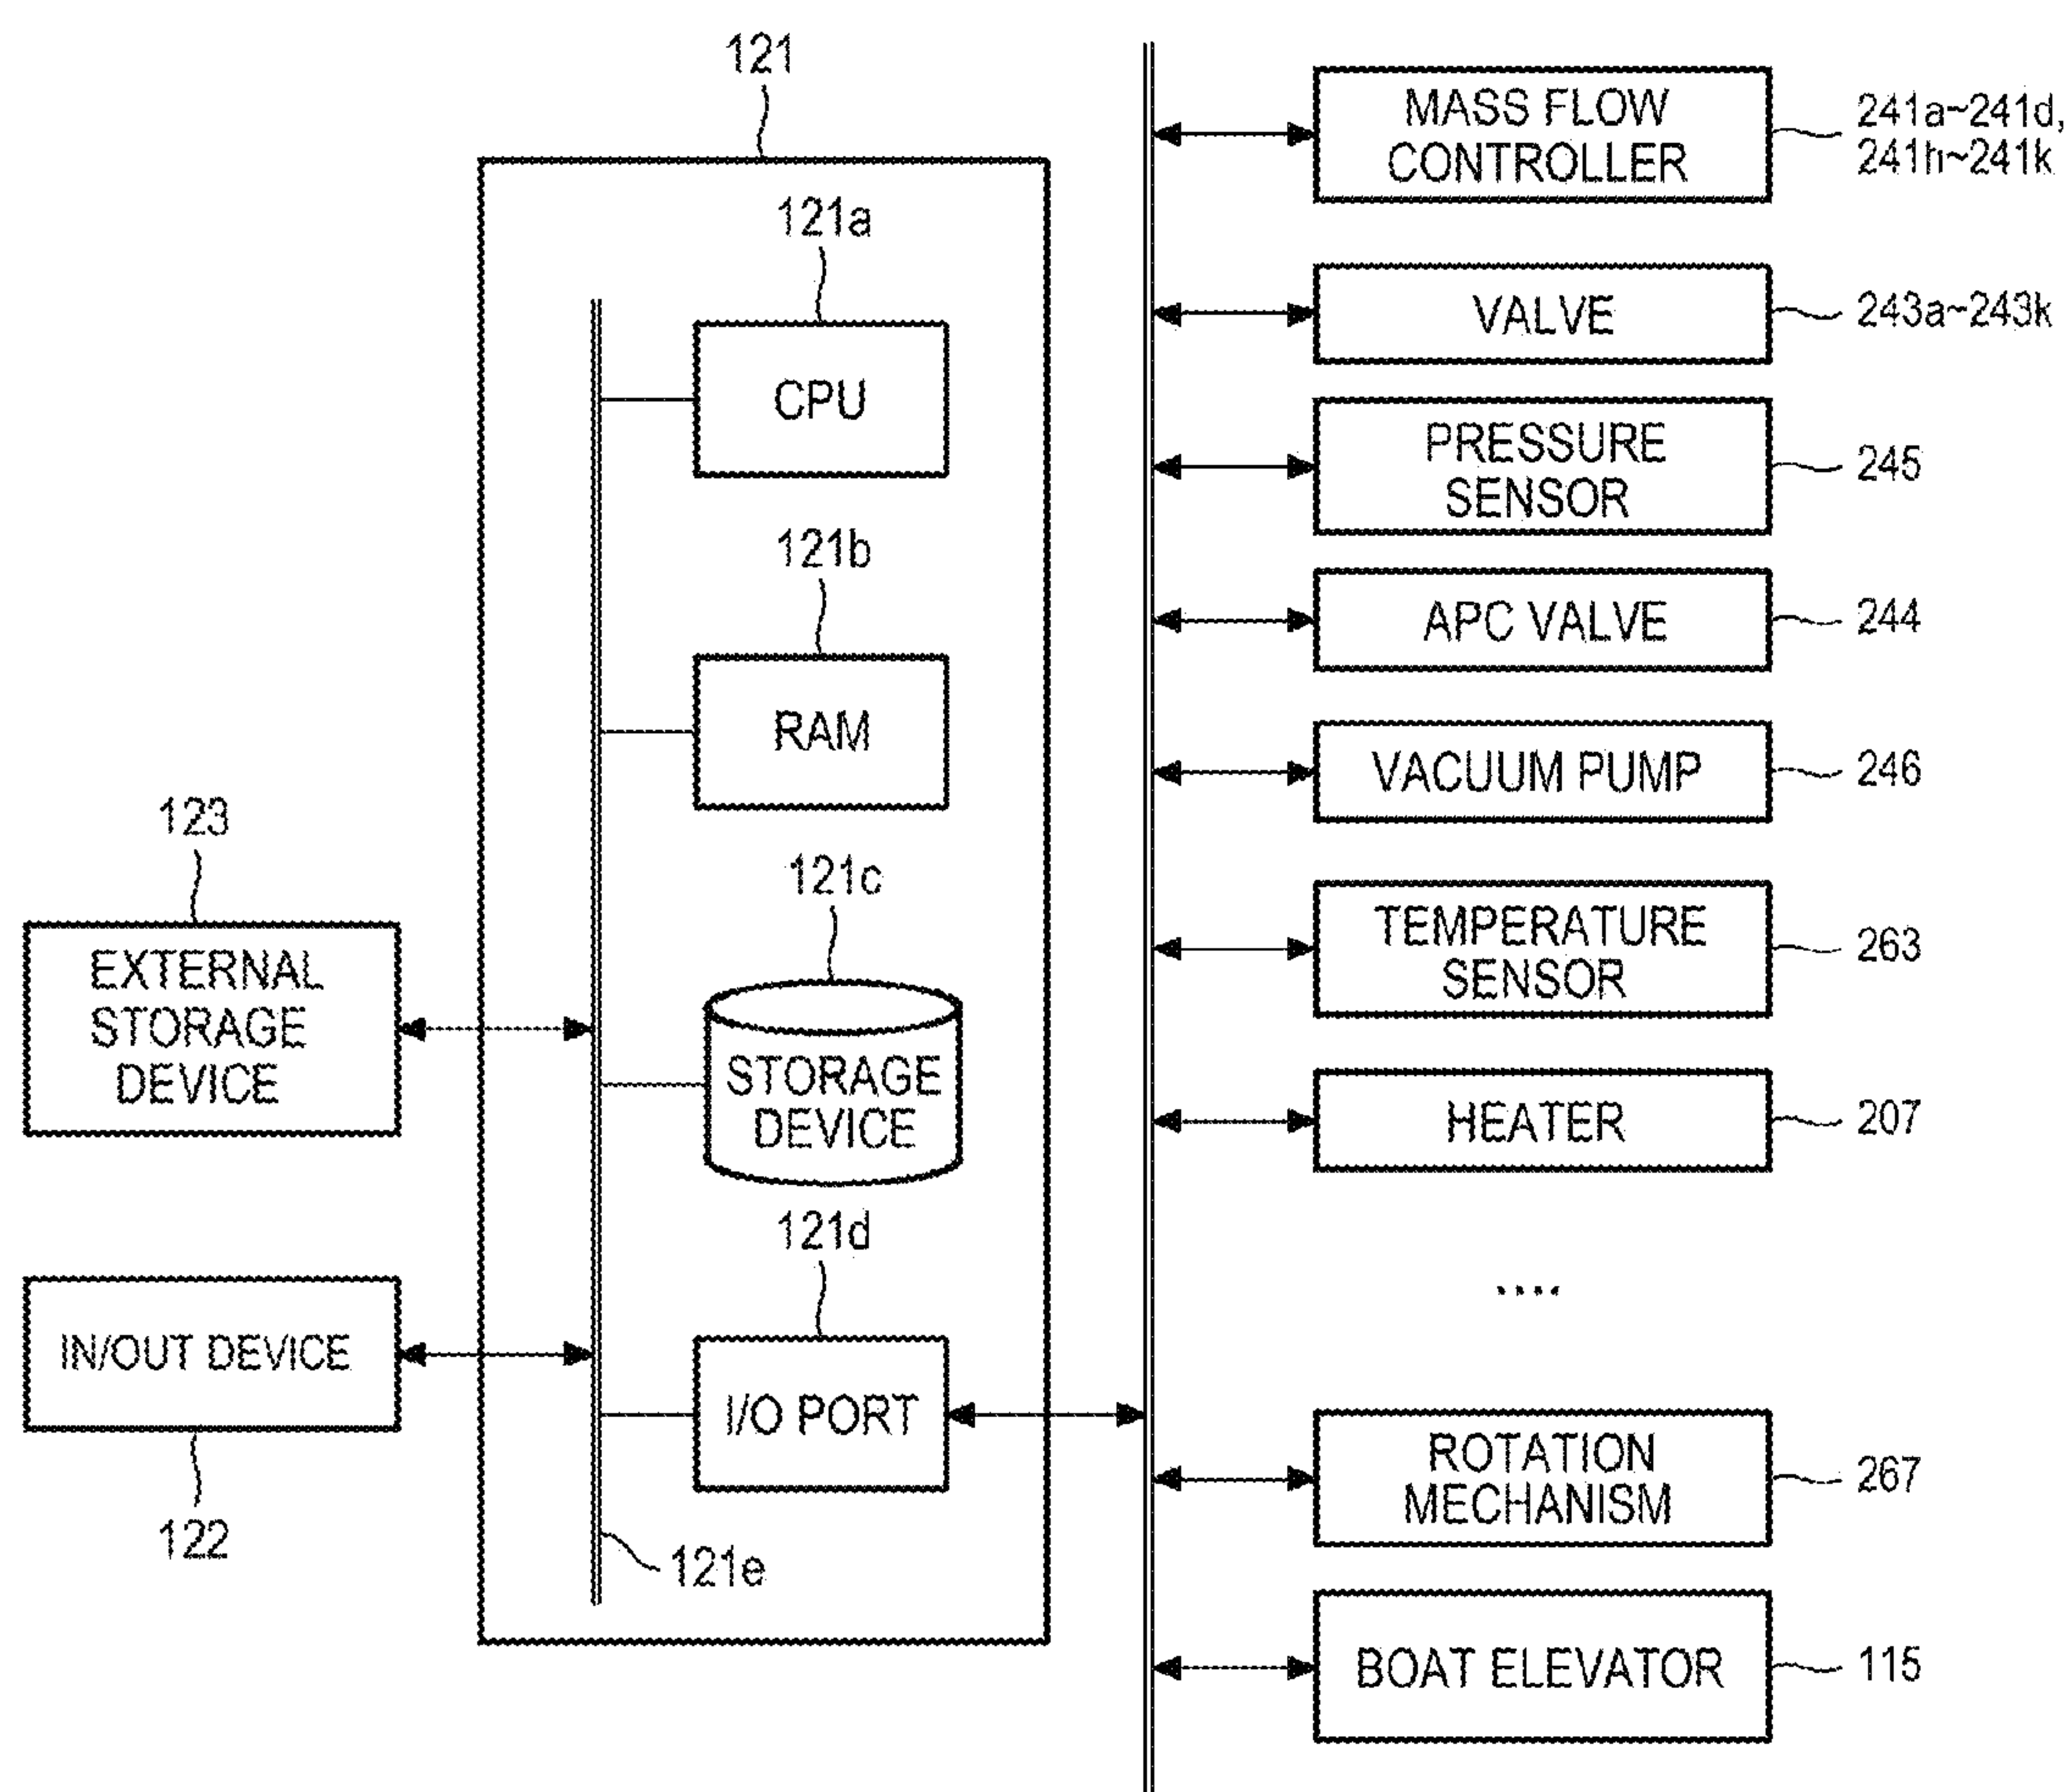 121
121a
CPU
121b
RAM
121c
STORAGE
DEVICE
121d
I/O PORT
121e
123
EXTERNAL
STORAGE
DEVICE
IN/OUT DEVICE
122
MASS FLOW
CONTROLLER
241a~241d,
241h~241k
VALVE
243a~243k
PRESSURE
SENSOR
245
APC VALVE
244
VACUUM PUMP
246
TEMPERATURE
SENSOR
263
HEATER
207
....
ROTATION
MECHANISM
267
BOAT ELEVATOR
115